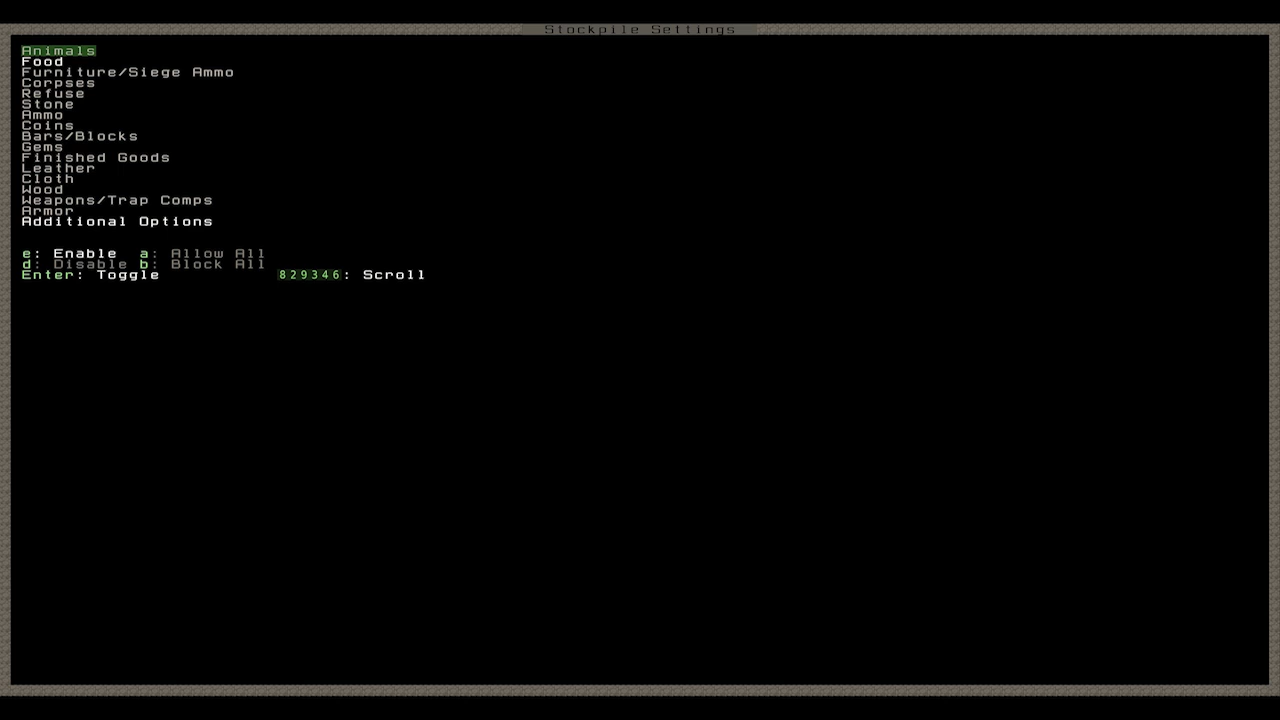 Stockpile Settings
Animals
Food
Furniture/Siege Ammo
Corpses
Refuse
Stone
Ammo
Coins
Bars/Blocks
Gems
Finished Goods
Leather
Cloth
Wood
Weapons/Trap Comps
Armor
Additional Options
e: Enable a: Allow All
d: Disable b: Block All
Enter: Toggle 829346: Scroll